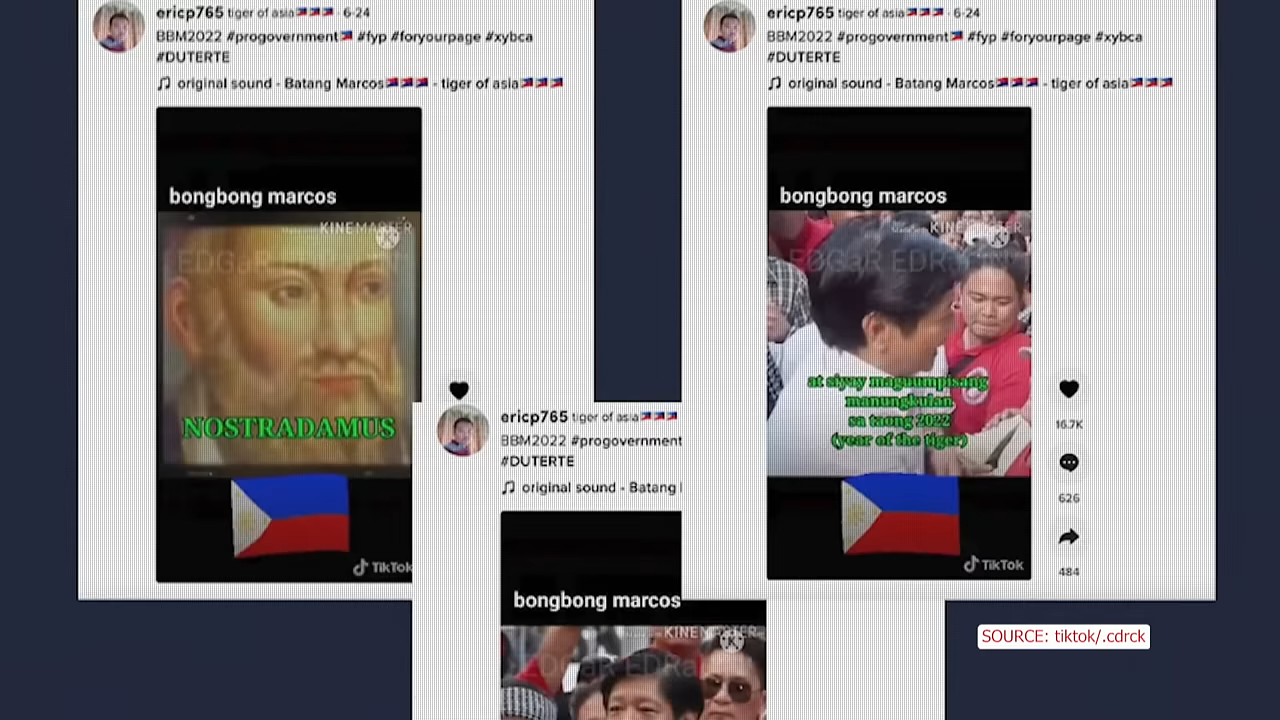 ericp765 tiger of asia🇵🇭🇵🇭🇵🇭 · 6-24
BBM2022 #progovernment🇵🇭 #fyp #foryourpage #xybca
#DUTERTE
original sound - Batang Marcos🇵🇭🇵🇭🇵🇭 - tiger of asia🇵🇭🇵🇭🇵🇭
bongbong marcos
KINEMASTER
NOSTRADAMUS
TikTok
ericp765 tiger of asia🇵🇭🇵🇭🇵🇭 · 6-24
BBM2022 #progovernment🇵🇭 #fyp #foryourpage #xybca
#DUTERTE
original sound - Batang Marcos🇵🇭🇵🇭🇵🇭 - tiger of asia🇵🇭🇵🇭🇵🇭
bongbong marcos
KINEMASTER
at siyay maguumpisang
manungkulan
sa taong 2022
(year of the tiger)
16.7K
626
484
TikTok
ericp765 tiger of asia🇵🇭🇵🇭🇵🇭
BBM2022 #progovernment
#DUTERTE
original sound - Batang
bongbong marcos
KINEMASTER
SOURCE: tiktok/.cdrck